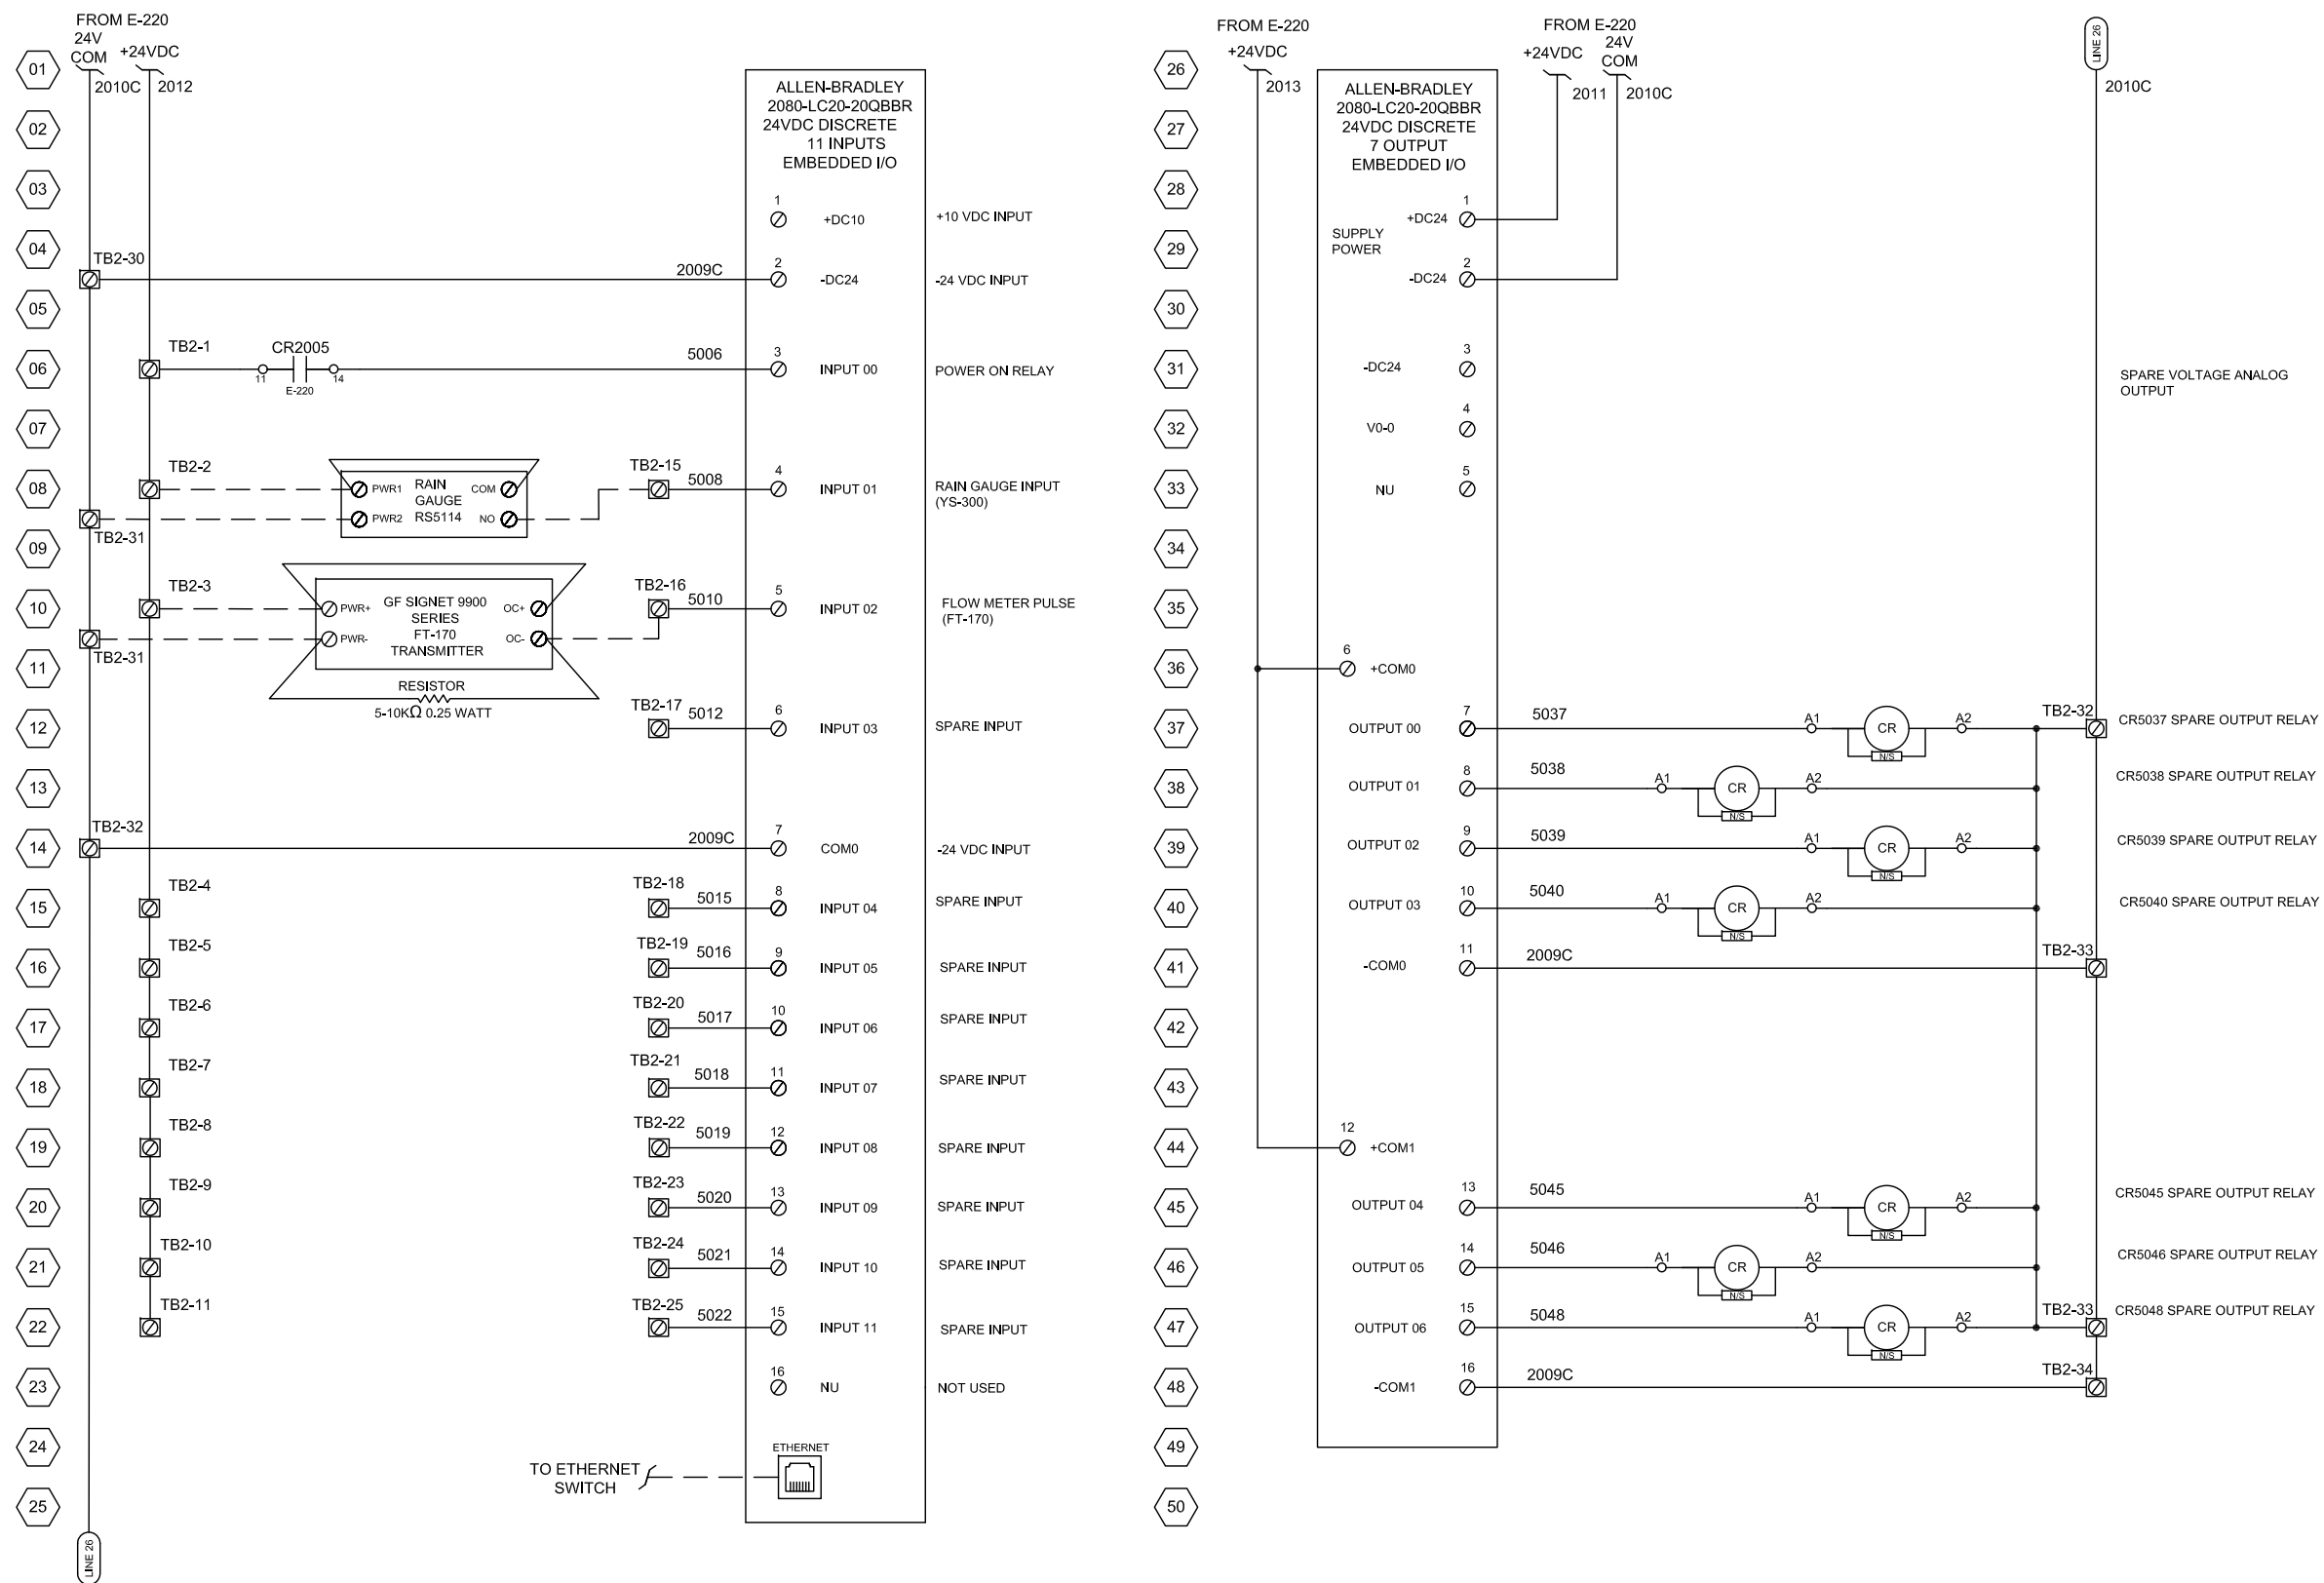 FROM E-220
24V
COM
+24VDC
01
2010C
2012
02
03
04
TB2-30
05
06
TB2-1
CR2005
11
14
E-220
07
08
TB2-2
PWR1
RAIN
GAUGE
RS5114
COM
PWR2
NO
TB2-31
09
10
TB2-3
PWR+
GF SIGNET 9900
SERIES
FT-170
TRANSMITTER
OC+
PWR-
OC-
TB2-31
11
RESISTOR
5-10KΩ 0.25 WATT
12
13
TB2-32
14
TB2-4
15
TB2-5
16
TB2-6
17
TB2-7
18
TB2-8
19
TB2-9
20
TB2-10
21
TB2-11
22
23
24
25
LINE 26
ALLEN-BRADLEY
2080-LC20-20QBBR
24VDC DISCRETE
11 INPUTS
EMBEDDED I/O
1
+DC10
+10 VDC INPUT
2009C
2
-DC24
-24 VDC INPUT
5006
3
INPUT 00
POWER ON RELAY
TB2-15
5008
4
INPUT 01
RAIN GAUGE INPUT
(YS-300)
TB2-16
5010
5
INPUT 02
FLOW METER PULSE
(FT-170)
TB2-17
5012
6
INPUT 03
SPARE INPUT
2009C
7
COM0
-24 VDC INPUT
TB2-18
5015
8
INPUT 04
SPARE INPUT
TB2-19
5016
9
INPUT 05
SPARE INPUT
TB2-20
5017
10
INPUT 06
SPARE INPUT
TB2-21
5018
11
INPUT 07
SPARE INPUT
TB2-22
5019
12
INPUT 08
SPARE INPUT
TB2-23
5020
13
INPUT 09
SPARE INPUT
TB2-24
5021
14
INPUT 10
SPARE INPUT
TB2-25
5022
15
INPUT 11
SPARE INPUT
16
NU
NOT USED
ETHERNET
TO ETHERNET
SWITCH
FROM E-220
+24VDC
26
2013
ALLEN-BRADLEY
2080-LC20-20QBBR
24VDC DISCRETE
7 OUTPUT
EMBEDDED I/O
FROM E-220
24V
+24VDC
COM
2011
2010C
LINE 26
2010C
27
28
1
+DC24
SUPPLY
POWER
29
2
-DC24
30
31
3
-DC24
SPARE VOLTAGE ANALOG
OUTPUT
32
4
V0-0
33
5
NU
34
35
36
6
+COM0
37
OUTPUT 00
7
5037
A1
CR
A2
N/S
TB2-32
CR5037 SPARE OUTPUT RELAY
38
OUTPUT 01
8
5038
A1
CR
A2
N/S
CR5038 SPARE OUTPUT RELAY
39
OUTPUT 02
9
5039
A1
CR
A2
N/S
CR5039 SPARE OUTPUT RELAY
40
OUTPUT 03
10
5040
A1
CR
A2
N/S
CR5040 SPARE OUTPUT RELAY
41
-COM0
11
2009C
TB2-33
42
43
44
12
+COM1
45
OUTPUT 04
13
5045
A1
CR
A2
N/S
CR5045 SPARE OUTPUT RELAY
46
OUTPUT 05
14
5046
A1
CR
A2
N/S
CR5046 SPARE OUTPUT RELAY
47
OUTPUT 06
15
5048
A1
CR
A2
N/S
TB2-33
CR5048 SPARE OUTPUT RELAY
48
-COM1
16
2009C
TB2-34
49
50